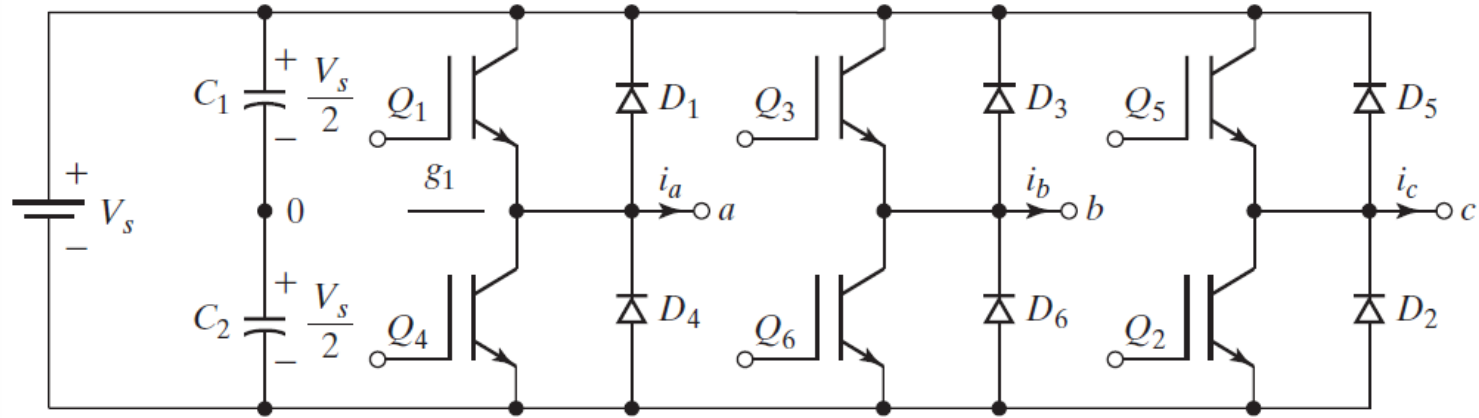 +
V_s
−
C_1
+
V_s/2
−
0
C_2
+
V_s/2
−
Q_1
g_1
Q_4
D_1
i_a
a
D_4
Q_3
Q_6
D_3
i_b
b
D_6
Q_5
Q_2
D_5
i_c
c
D_2